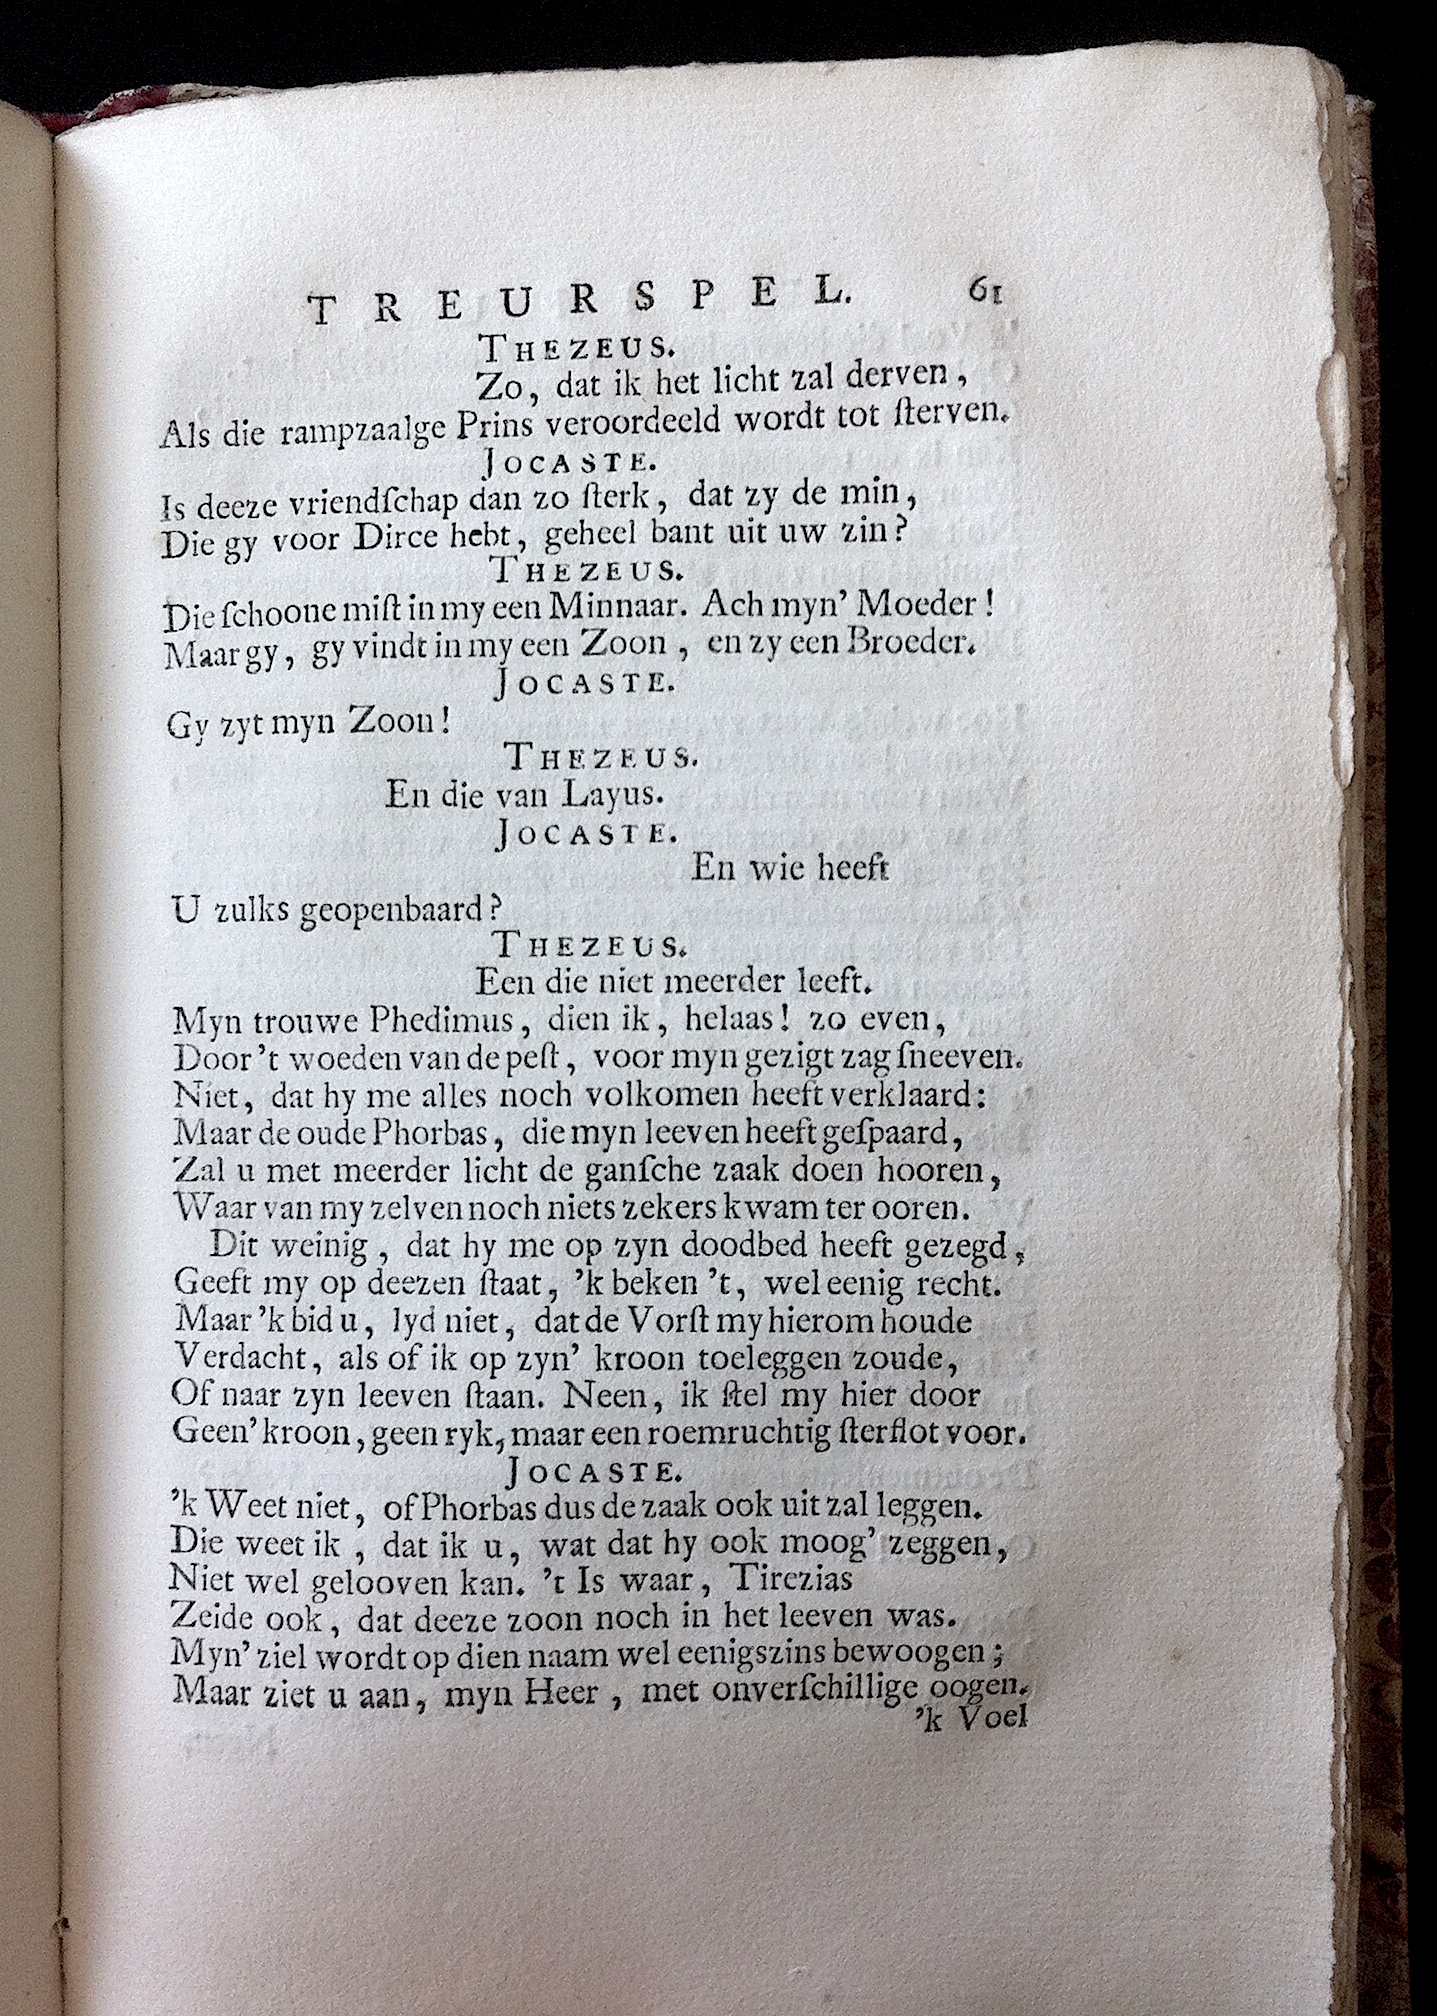 TREURSPEL. 61
THEZEUS.
Zo, dat ik het licht zal derven,
Als die rampzaalge Prins veroordeeld wordt tot ſterven.
JOCASTE.
Is deeze vriendſchap dan zo ſterk, dat zy de min,
Die gy voor Dirce hebt, geheel bant uit uw zin?
THEZEUS.
Die ſchoone miſt in my een Minnaar. Ach myn' Moeder!
Maar gy, gy vindt in my een Zoon, en zy een Broeder.
JOCASTE.
Gy zyt myn Zoon!
THEZEUS.
En die van Layus.
JOCASTE.
En wie heeft
U zulks geopenbaard?
THEZEUS.
Een die niet meerder leeft.
Myn trouwe Phedimus, dien ik, helaas! zo even,
Door 't woeden van de peſt, voor myn gezigt zag ſneeven.
Niet, dat hy me alles noch volkomen heeft verklaard:
Maar de oude Phorbas, die myn leeven heeft geſpaard,
Zal u met meerder licht de ganſche zaak doen hooren,
Waar van my zelven noch niets zekers kwam ter ooren.
Dit weinig, dat hy me op zyn doodbed heeft gezegd,
Geeft my op deezen ſtaat, 'k beken 't, wel eenig recht.
Maar 'k bid u, lyd niet, dat de Vorſt my hierom houde
Verdacht, als of ik op zyn' kroon toeleggen zoude,
Of naar zyn leeven ſtaan. Neen, ik ſtel my hier door
Geen' kroon, geen ryk, maar een roemruchtig ſterflot voor.
JOCASTE.
'k Weet niet, of Phorbas dus de zaak ook uit zal leggen.
Die weet ik, dat ik u, wat dat hy ook moog' zeggen,
Niet wel gelooven kan. 't Is waar, Tirezias
Zeide ook, dat deeze zoon noch in het leeven was.
Myn' ziel wordt op dien naam wel eenigszins bewoogen;
Maar ziet u aan, myn Heer, met onverſchillige oogen.
'k Voel